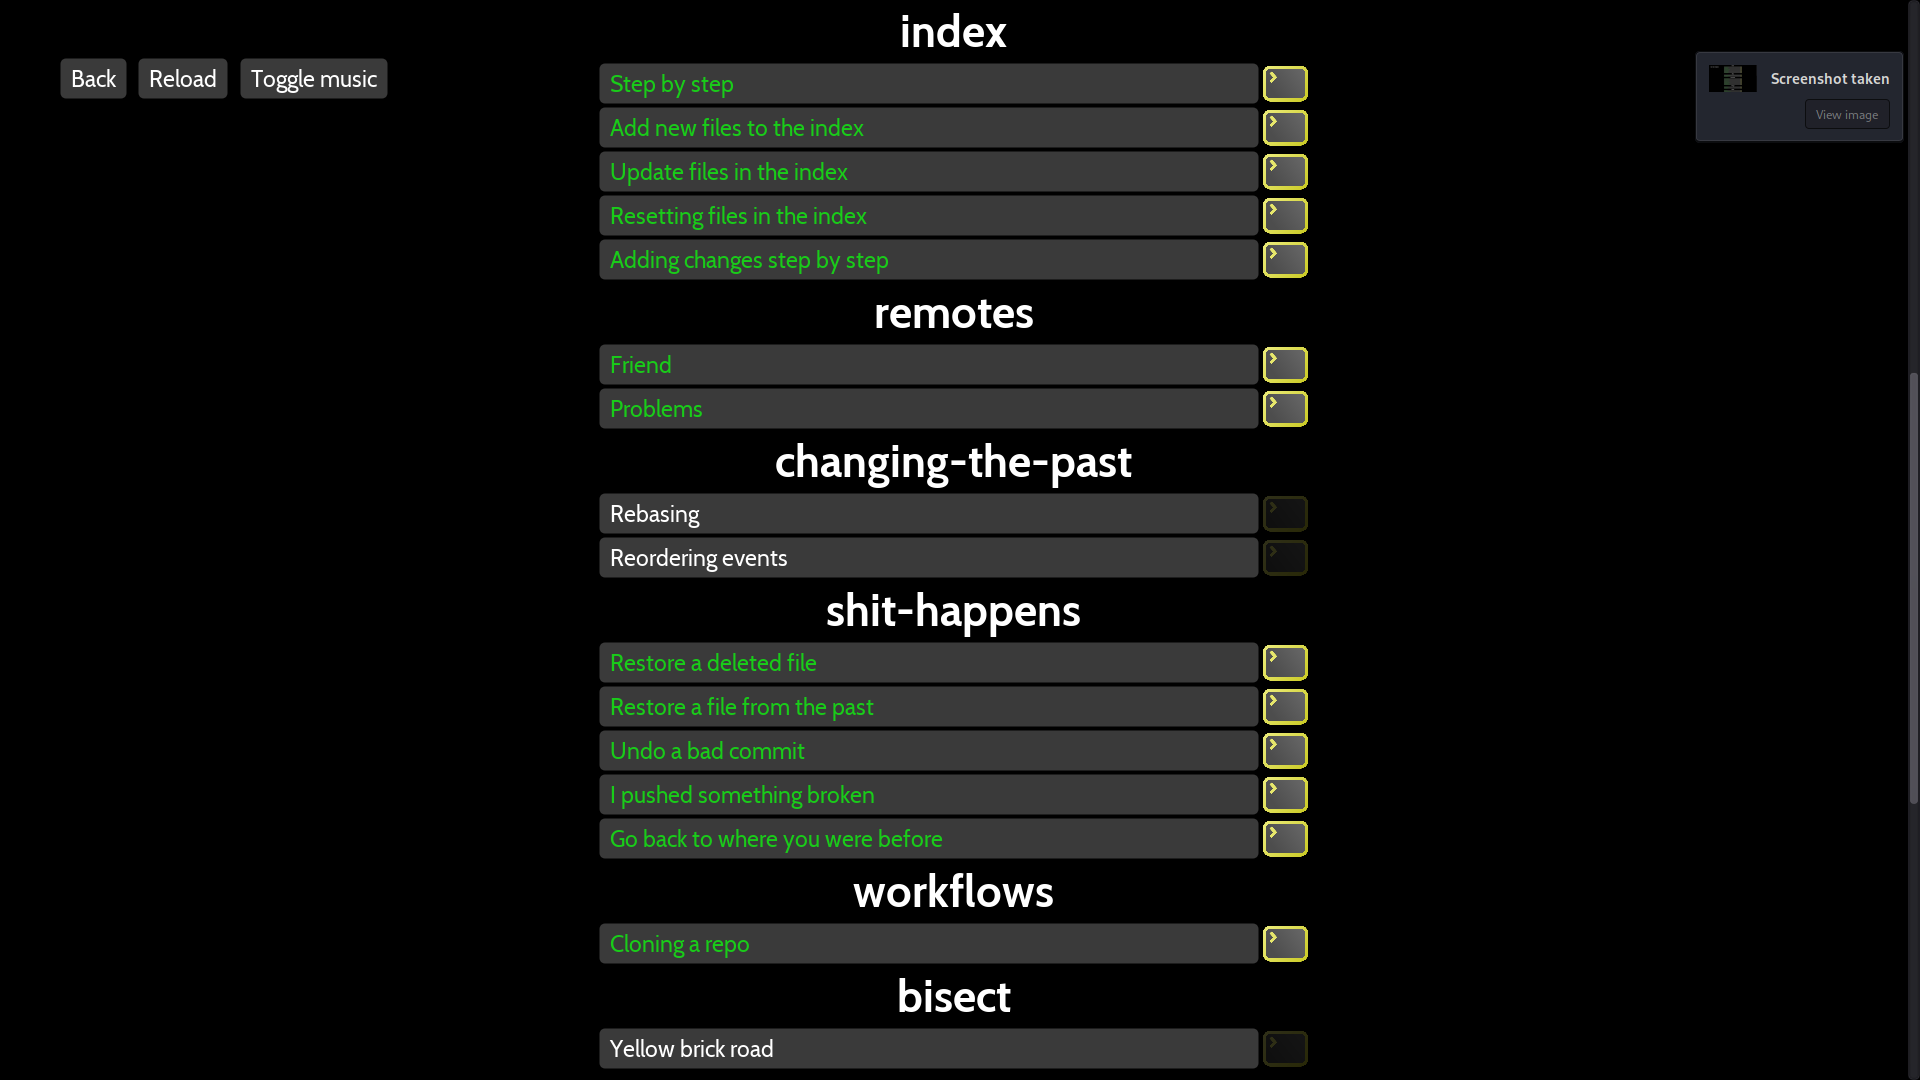 index
Back
Reload
Toggle music
Screenshot taken
View image
Step by step
Add new files to the index
Update files in the index
Resetting files in the index
Adding changes step by step
remotes
Friend
Problems
changing-the-past
Rebasing
Reordering events
shit-happens
Restore a deleted file
Restore a file from the past
Undo a bad commit
I pushed something broken
Go back to where you were before
workflows
Cloning a repo
bisect
Yellow brick road